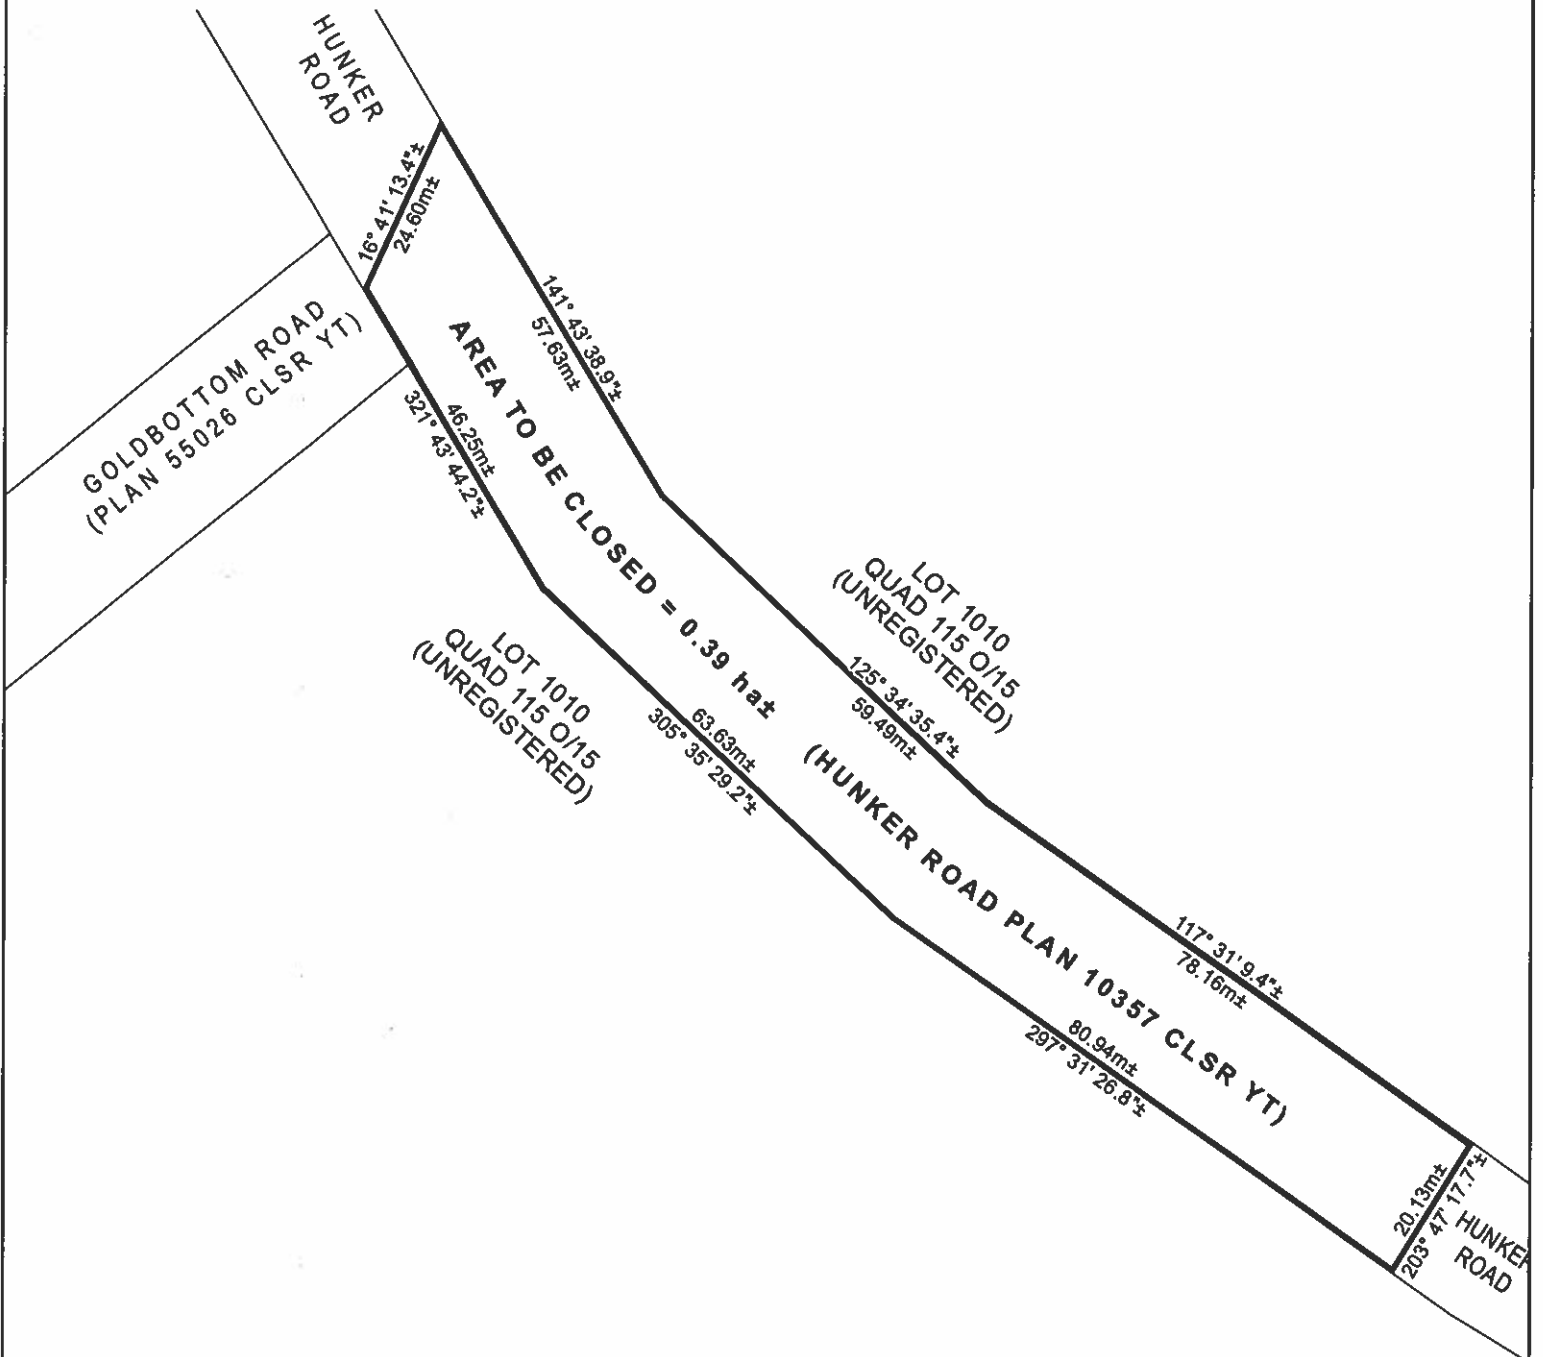 HUNKER
ROAD
16° 41' 13.4"±
24.60m±
141° 43' 38.9"±
57.63m±
GOLDBOTTOM ROAD
(PLAN 55026 CLSR YT)
46.25m±
321° 43' 44.2"±
AREA TO BE CLOSED = 0.39 ha±
(HUNKER ROAD PLAN 10357 CLSR YT)
LOT 1010
QUAD 115 O/15
(UNREGISTERED)
125° 34' 35.4"±
59.49m±
LOT 1010
QUAD 115 O/15
(UNREGISTERED)
63.63m±
305° 35' 29.2"±
117° 31' 9.4"±
78.16m±
80.94m±
297° 31' 26.8"±
20.13m±
203° 47' 17.7"±
HUNKER
ROAD